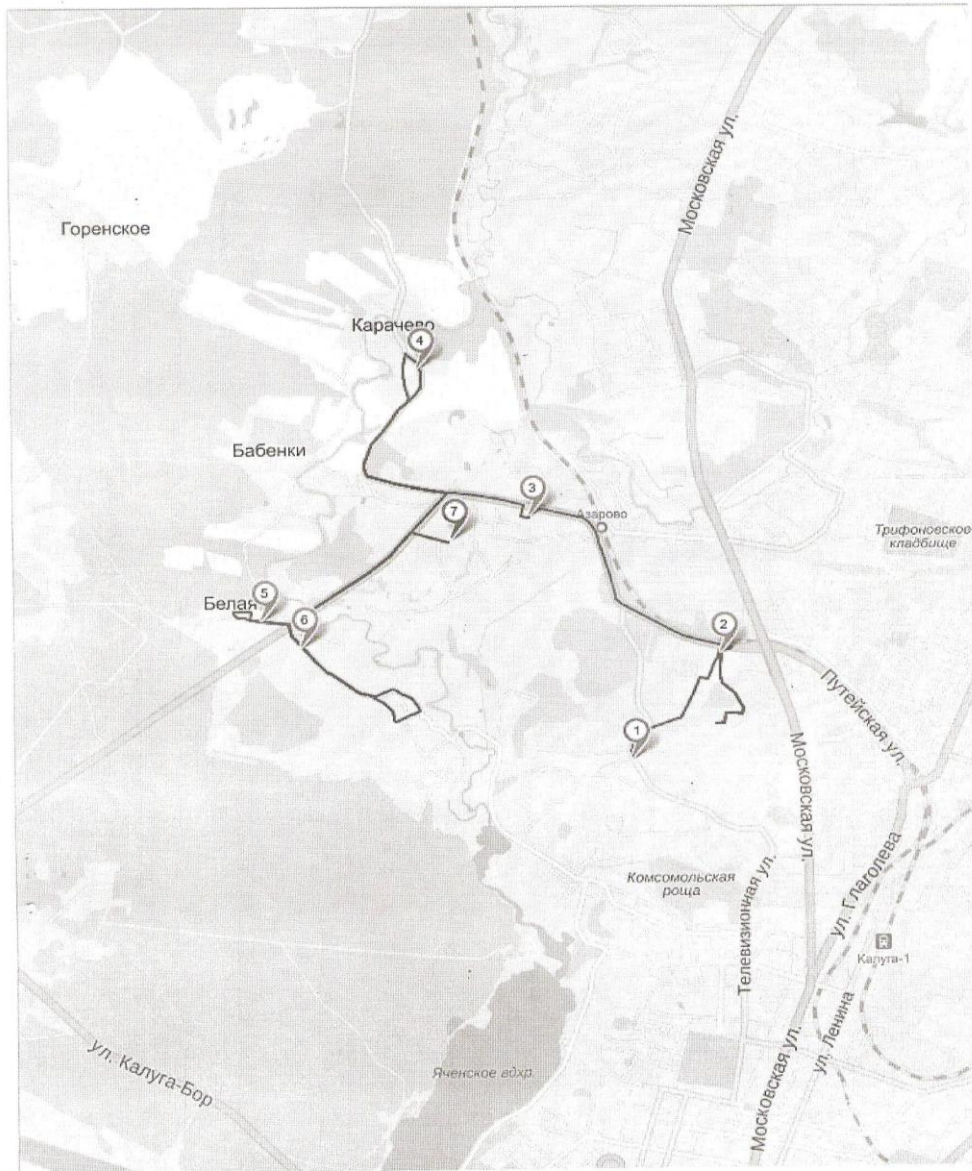 Московская ул.
Горенское
Карачево
4
Бабенки
3
Азарово
7
Трифоновское
кладбище
5
Белая
6
2
Путейская ул.
1
Московская ул.
Комсомольская
роща
Телевизионная ул.
ул. Глаголева
Калуга-1
ул. Ленина
ул. Калуга-Бор
Яченское вдхр.
Московская ул.